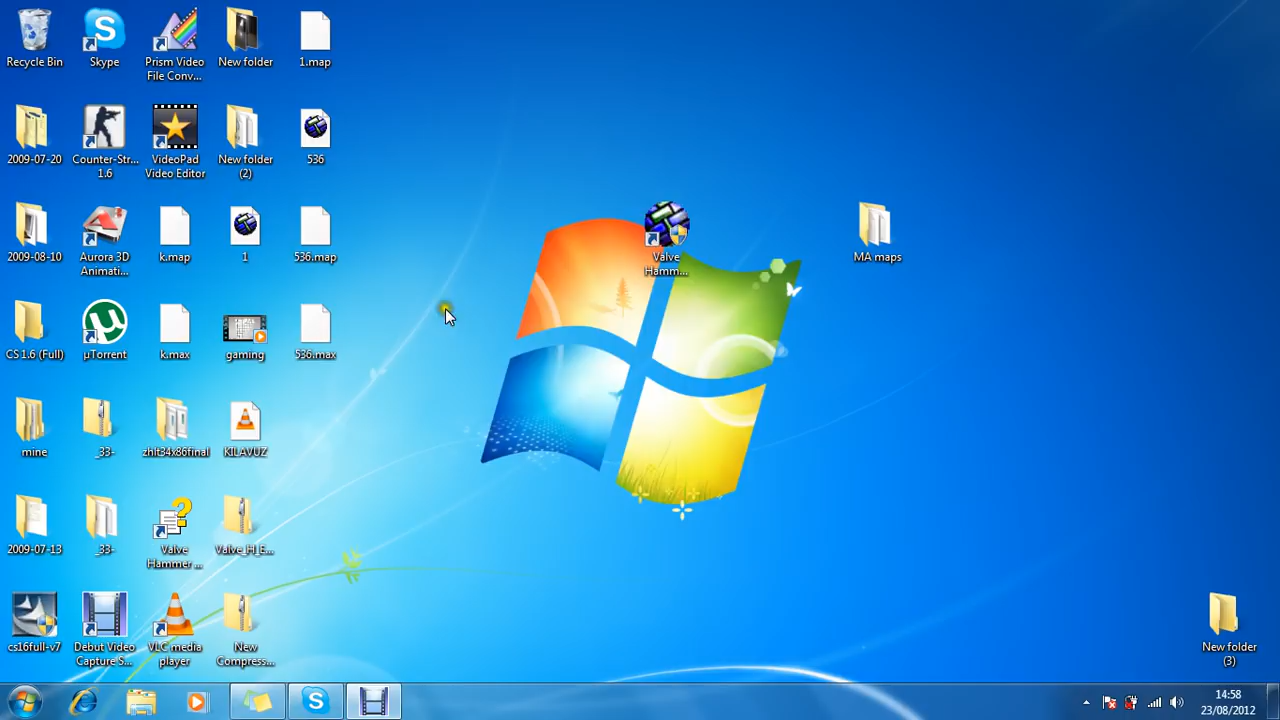 Recycle Bin
Skype
Prism Video
File Conv...
New folder
1.map
2009-07-20
Counter-Str...
1.6
VideoPad
Video Editor
New folder
(2)
536
2009-08-10
Aurora 3D
Animati...
k.map
1
536.map
Valve
Hamm...
MA maps
CS 1.6 (Full)
µTorrent
k.max
gaming
536.max
mine
_33-
zhlt34x86final
KILAVUZ
2009-07-13
_33-
Valve
Hammer ...
Valve_H_E...
cs16full-v7
Debut Video
Capture S...
VLC media
player
New
Compress...
New folder
(3)
14:58
23/08/2012